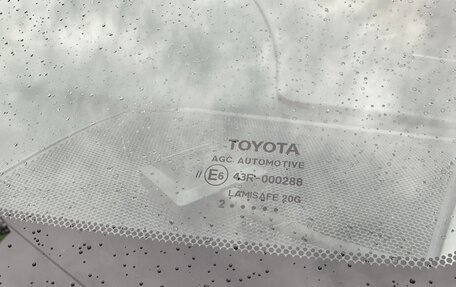 TOYOTA
AGC AUTOMOTIVE
// E6 43R-000288
LAMISAFE 20G
2 • • • • •